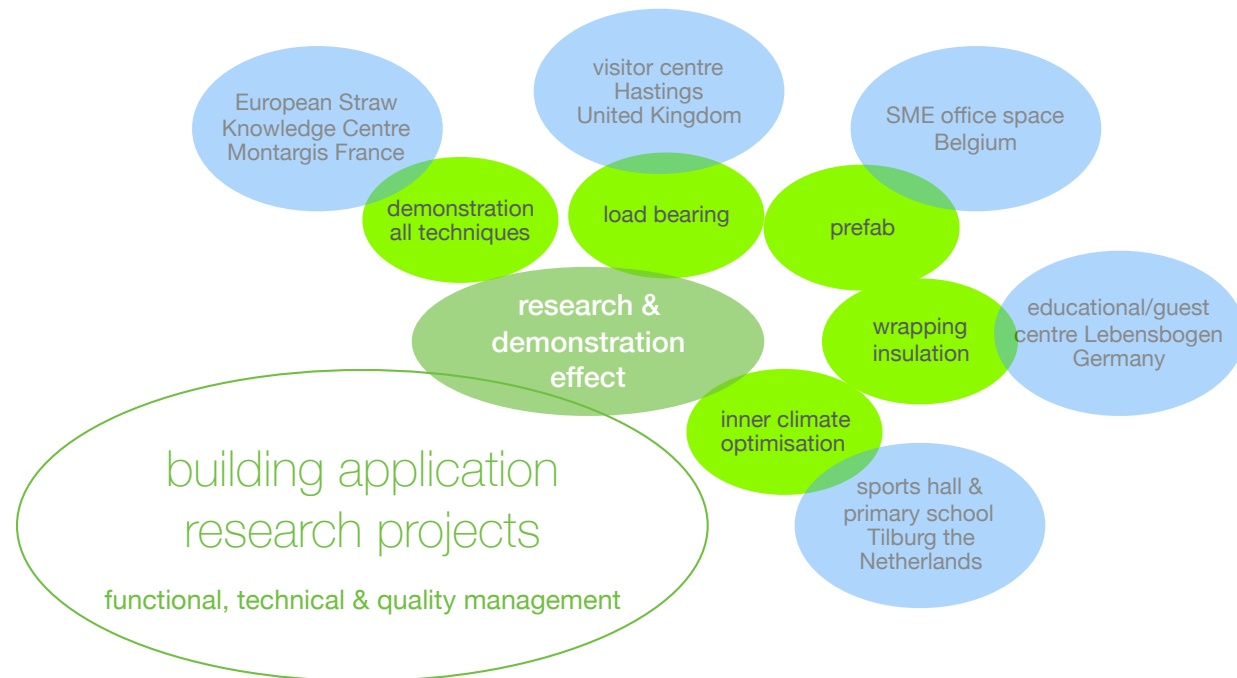 European Straw
Knowledge Centre
Montargis France
visitor centre
Hastings
United Kingdom
SME office space
Belgium
demonstration
all techniques
load bearing
prefab
research &
demonstration
effect
wrapping
insulation
educational/guest
centre Lebensbogen
Germany
inner climate
optimisation
building application
research projects
functional, technical & quality management
sports hall &
primary school
Tilburg the
Netherlands